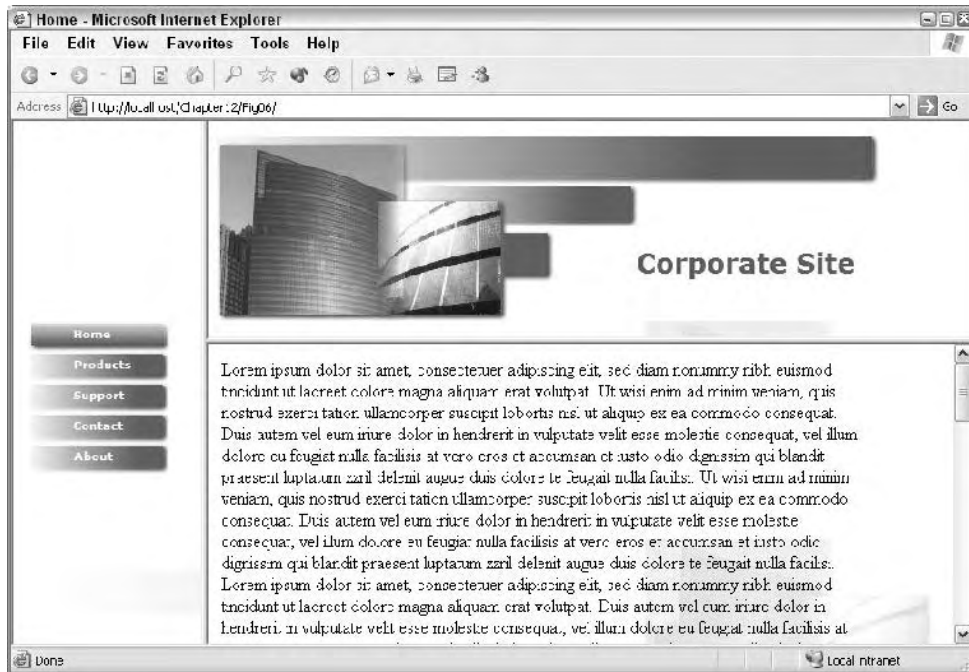 Home - Microsoft Internet Explorer
File Edit View Favorites Tools Help
Address http://localhost/Chapter12/Fig06/ Go
Corporate Site
Home
Products
Support
Contact
About
Lorem ipsum dolor sit amet, consectetuer adipiscing elit, sed diam nonummy nibh euismod
tincidunt ut laoreet dolore magna aliquam erat volutpat. Ut wisi enim ad minim veniam, quis
nostrud exerci tation ullamcorper suscipit lobortis nisl ut aliquip ex ea commodo consequat.
Duis autem vel eum iriure dolor in hendrerit in vulputate velit esse molestie consequat, vel illum
dolore eu feugiat nulla facilisis at vero eros et accumsan et iusto odio dignissim qui blandit
praesent luptatum zzril delenit augue duis dolore te feugait nulla facilisi. Ut wisi enim ad minim
veniam, quis nostrud exerci tation ullamcorper suscipit lobortis nisl ut aliquip ex ea commodo
consequat. Duis autem vel eum iriure dolor in hendrerit in vulputate velit esse molestie
consequat, vel illum dolore eu feugiat nulla facilisis at vero eros et accumsan et iusto odio
dignissim qui blandit praesent luptatum zzril delenit augue duis dolore te feugait nulla facilisi.
Lorem ipsum dolor sit amet, consectetuer adipiscing elit, sed diam nonummy nibh euismod
tincidunt ut laoreet dolore magna aliquam erat volutpat. Duis autem vel eum iriure dolor in
hendrerit in vulputate velit esse molestie consequat, vel illum dolore eu feugiat nulla facilisis at
Done
Local intranet